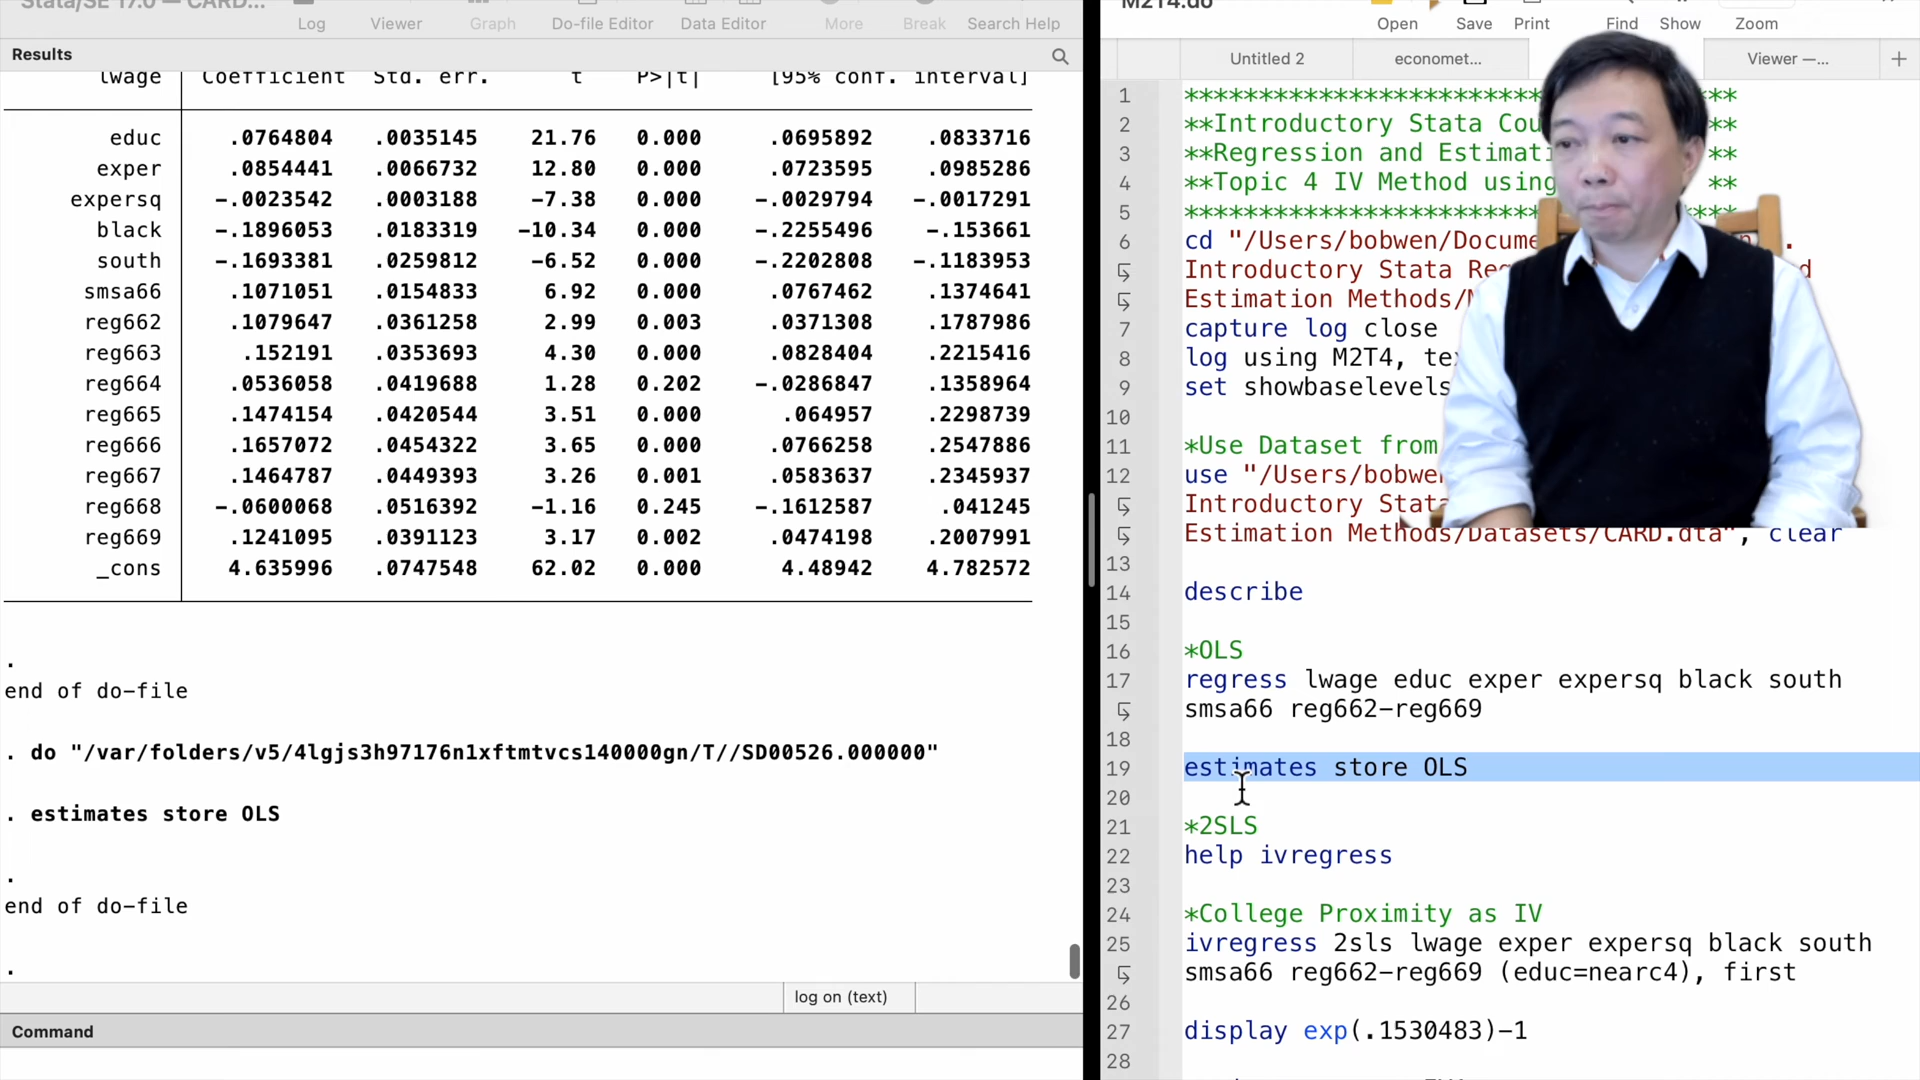 Stata/SE 17.0 — CARD...
Log Viewer Graph Do-file Editor Data Editor More Break Search Help
Results
lwage Coefficient Std. err. t P>|t| [95% conf. interval]
educ .0764804 .0035145 21.76 0.000 .0695892 .0833716
exper .0854441 .0066732 12.80 0.000 .0723595 .0985286
expersq -.0023542 .0003188 -7.38 0.000 -.0029794 -.0017291
black -.1896053 .0183319 -10.34 0.000 -.2255496 -.153661
south -.1693381 .0259812 -6.52 0.000 -.2202808 -.1183953
smsa66 .1071051 .0154833 6.92 0.000 .0767462 .1374641
reg662 .1079647 .0361258 2.99 0.003 .0371308 .1787986
reg663 .152191 .0353693 4.30 0.000 .0828404 .2215416
reg664 .0536058 .0419688 1.28 0.202 -.0286847 .1358964
reg665 .1474154 .0420544 3.51 0.000 .064957 .2298739
reg666 .1657072 .0454322 3.65 0.000 .0766258 .2547886
reg667 .1464787 .0449393 3.26 0.001 .0583637 .2345937
reg668 -.0600068 .0516392 -1.16 0.245 -.1612587 .041245
reg669 .1241095 .0391123 3.17 0.002 .0474198 .2007991
_cons 4.635996 .0747548 62.02 0.000 4.48942 4.782572
.
end of do-file
. do "/var/folders/v5/4lgjs3h97176n1xftmtvcs140000gn/T//SD00526.000000"
. estimates store OLS
.
end of do-file
.
log on (text)
Command
M2T4.do
Open Save Print Find Show Zoom
Untitled 2 economet... Viewer —... +
1 *************************** ***
2 **Introductory Stata Cou **
3 **Regression and Estimati **
4 **Topic 4 IV Method using **
5 *************************** ***
6 cd "/Users/bobwen/Docume
Introductory Stata Re
Estimation Methods/
7 capture log close
8 log using M2T4, te
9 set showbaselevels
10
11 *Use Dataset from
12 use "/Users/bobwe
Introductory Stat
Estimation Methods/Datasets/CARD.dta", clear
13
14 describe
15
16 *OLS
17 regress lwage educ exper expersq black south
smsa66 reg662-reg669
18
19 estimates store OLS
20
21 *2SLS
22 help ivregress
23
24 *College Proximity as IV
25 ivregress 2sls lwage exper expersq black south
smsa66 reg662-reg669 (educ=nearc4), first
26
27 display exp(.1530483)-1
28